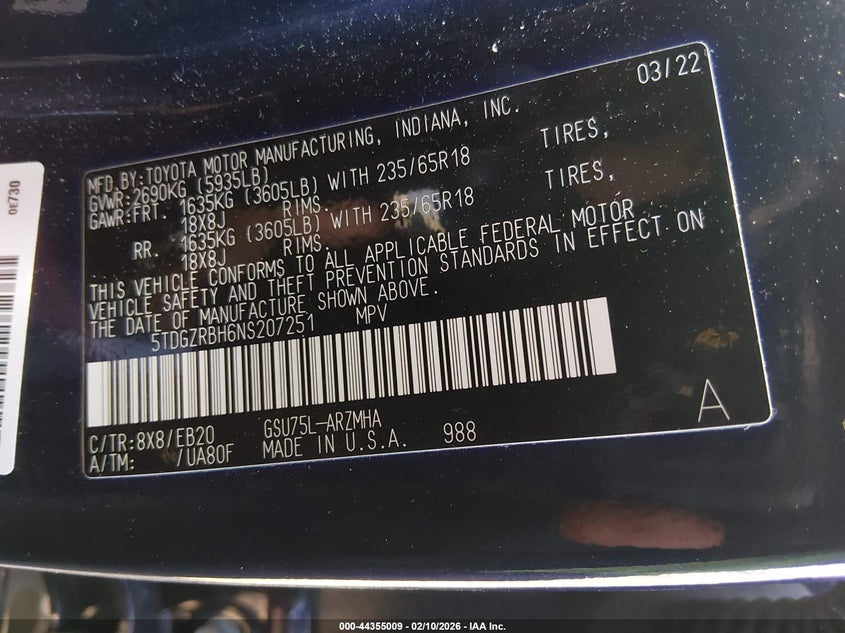 03/22
MFD.BY:TOYOTA MOTOR MANUFACTURING, INDIANA, INC.
GVWR:2690KG (5935LB)
GAWR:FRT. 1635KG (3605LB) WITH 235/65R18 TIRES,
18X8J RIMS.
RR. 1635KG (3605LB) WITH 235/65R18 TIRES,
18X8J RIMS.
THIS VEHICLE CONFORMS TO ALL APPLICABLE FEDERAL MOTOR
VEHICLE SAFETY AND THEFT PREVENTION STANDARDS IN EFFECT ON
THE DATE OF MANUFACTURE SHOWN ABOVE.
5TDGZRBH6NS207251 MPV
C/TR:8X8/EB20 GSU75L-ARZMHA
A/TM: /UA80F MADE IN U.S.A. 988
A
0E730
000-44355009 - 02/10/2026 - IAA Inc.